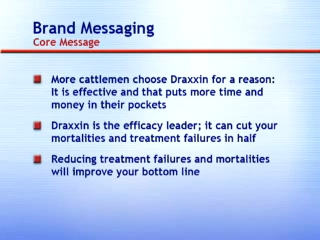 Brand Messaging
Core Message
More cattlemen choose Draxxin for a reason:
It is effective and that puts more time and
money in their pockets
Draxxin is the efficacy leader; it can cut your
mortalities and treatment failures in half
Reducing treatment failures and mortalities
will improve your bottom line